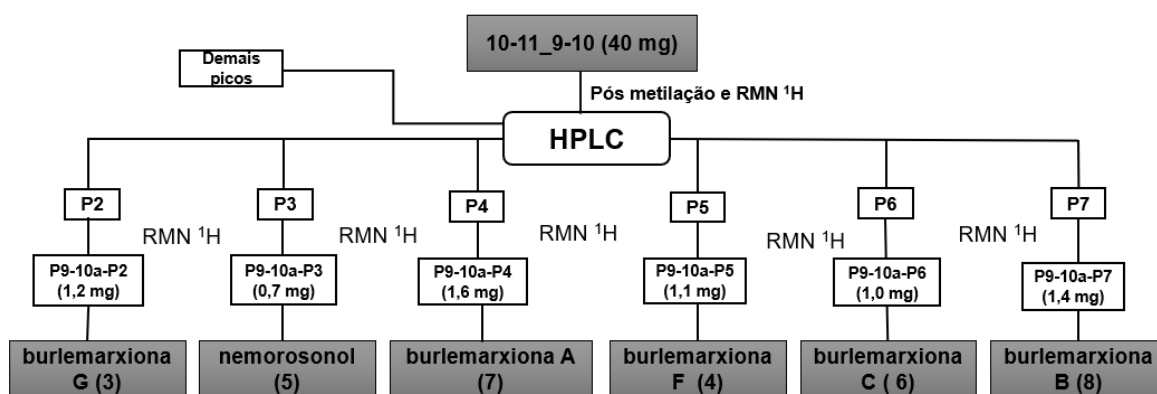 10-11_9-10 (40 mg)
Demais
picos
Pós metilação e RMN ¹H
HPLC
P2
P3
P4
P5
P6
P7
RMN ¹H
RMN ¹H
RMN ¹H
RMN ¹H
RMN ¹H
P9-10a-P2
(1,2 mg)
P9-10a-P3
(0,7 mg)
P9-10a-P4
(1,6 mg)
P9-10a-P5
(1,1 mg)
P9-10a-P6
(1,0 mg)
P9-10a-P7
(1,4 mg)
burlemarxiona
G (3)
nemorosonol
(5)
burlemarxiona A
(7)
burlemarxiona
F (4)
burlemarxiona
C ( 6)
burlemarxiona
B (8)